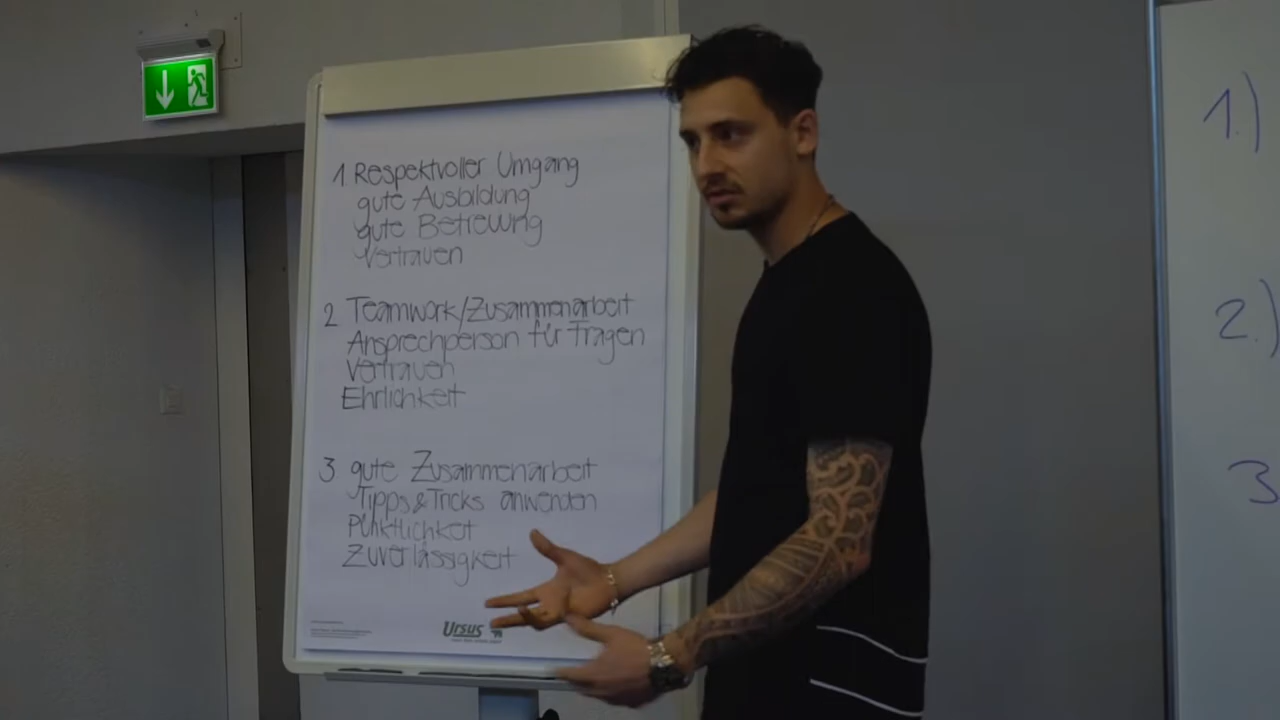 1 Respektvoller Umgang
gute Ausbildung
gute Betreuung
Vertrauen
2 Teamwork/Zusammenarbeit
Ansprechperson für Fragen
Vertrauen
Ehrlichkeit
3 gute Zusammenarbeit
Tipps & Tricks anwenden
Pünktlichkeit
Zuverlässigkeit
Ursus
1.)
2.)
3